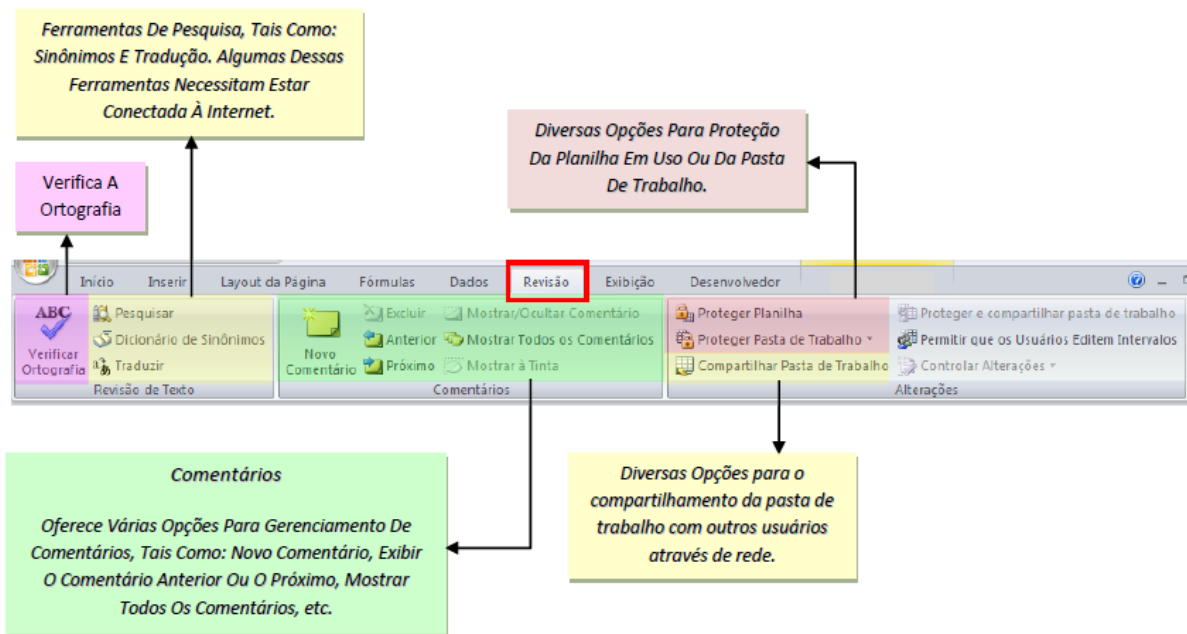 Ferramentas De Pesquisa, Tais Como:
Sinônimos E Tradução. Algumas Dessas
Ferramentas Necessitam Estar
Conectada À Internet.
Diversas Opções Para Proteção
Da Planilha Em Uso Ou Da Pasta
De Trabalho.
Verifica A
Ortografia
Início Inserir Layout da Página Fórmulas Dados Revisão Exibição Desenvolvedor
ABC
Verificar
Ortografia
Pesquisar
Dicionário de Sinônimos
Traduzir
Revisão de Texto
Novo
Comentário
Excluir
Anterior
Próximo
Mostrar/Ocultar Comentário
Mostrar Todos os Comentários
Mostrar à Tinta
Comentários
Proteger Planilha
Proteger Pasta de Trabalho
Compartilhar Pasta de Trabalho
Proteger e compartilhar pasta de trabalho
Permitir que os Usuários Editem Intervalos
Controlar Alterações
Alterações
Comentários
Oferece Várias Opções Para Gerenciamento De
Comentários, Tais Como: Novo Comentário, Exibir
O Comentário Anterior Ou O Próximo, Mostrar
Todos Os Comentários, etc.
Diversas Opções para o
compartilhamento da pasta de
trabalho com outros usuários
através de rede.